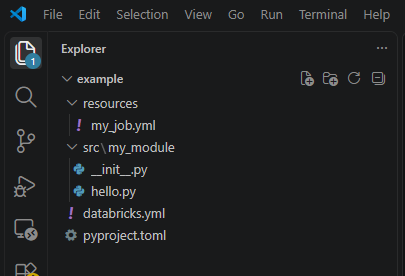 File Edit Selection View Go Run Terminal Help
Explorer
1
example
resources
! my_job.yml
src\my_module
__init__.py
hello.py
! databricks.yml
pyproject.toml